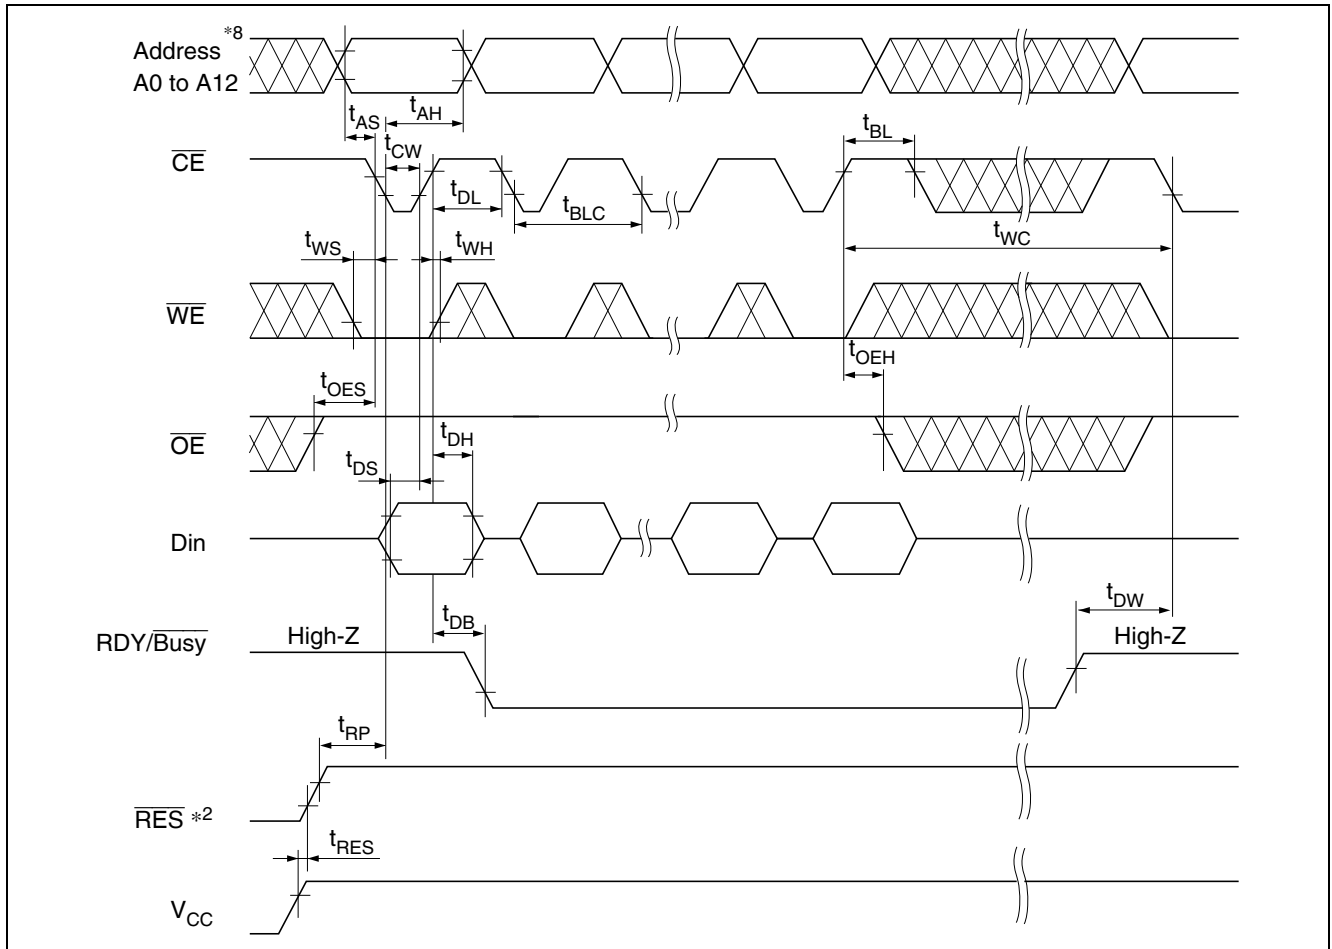 Address *8
A0 to A12
tAS
tAH
CE
tCW
tDL
tBLC
tBL
tWC
tWS
tWH
WE
tOEH
tOES
OE
tDH
tDS
Din
tDB
tDW
RDY/Busy
High-Z
High-Z
tRP
RES *2
tRES
VCC